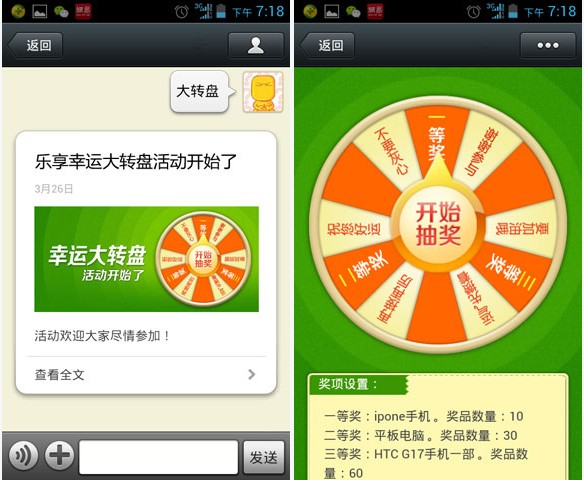 下午 7:18
返回
大转盘
乐享幸运大转盘活动开始了
3月26日
幸运大转盘
活动开始了
开始
抽奖
活动欢迎大家尽情参加！
查看全文
发送
下午 7:18
返回
一等奖
谢谢参与
要加油哦
三等奖
运气先攒着
再接再厉
二等奖
祝您好运
不要灰心
开始
抽奖
奖项设置：
一等奖：ipone手机 。奖品数量：10
二等奖：平板电脑 。奖品数量：30
三等奖：HTC G17手机一部 。奖品数
量：60